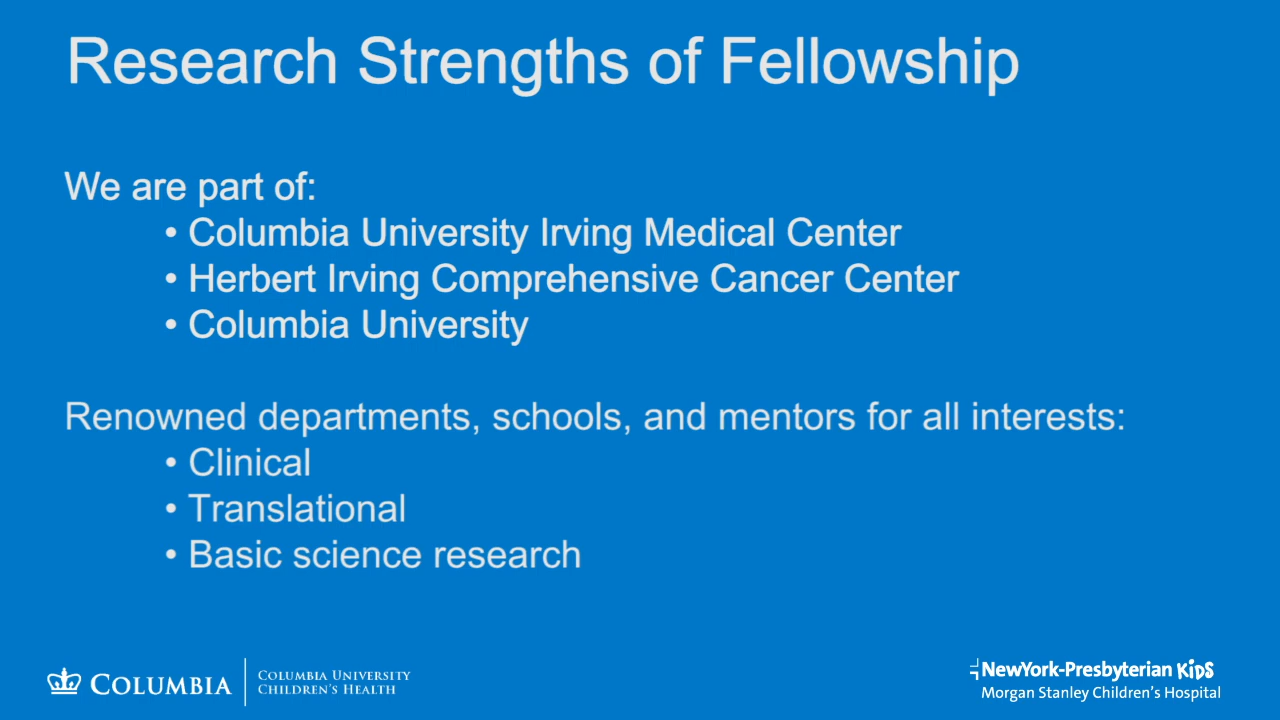 Research Strengths of Fellowship
We are part of:
• Columbia University Irving Medical Center
• Herbert Irving Comprehensive Cancer Center
• Columbia University
Renowned departments, schools, and mentors for all interests:
• Clinical
• Translational
• Basic science research
COLUMBIA
COLUMBIA UNIVERSITY
CHILDREN'S HEALTH
NewYork-Presbyterian KiDS
Morgan Stanley Children's Hospital